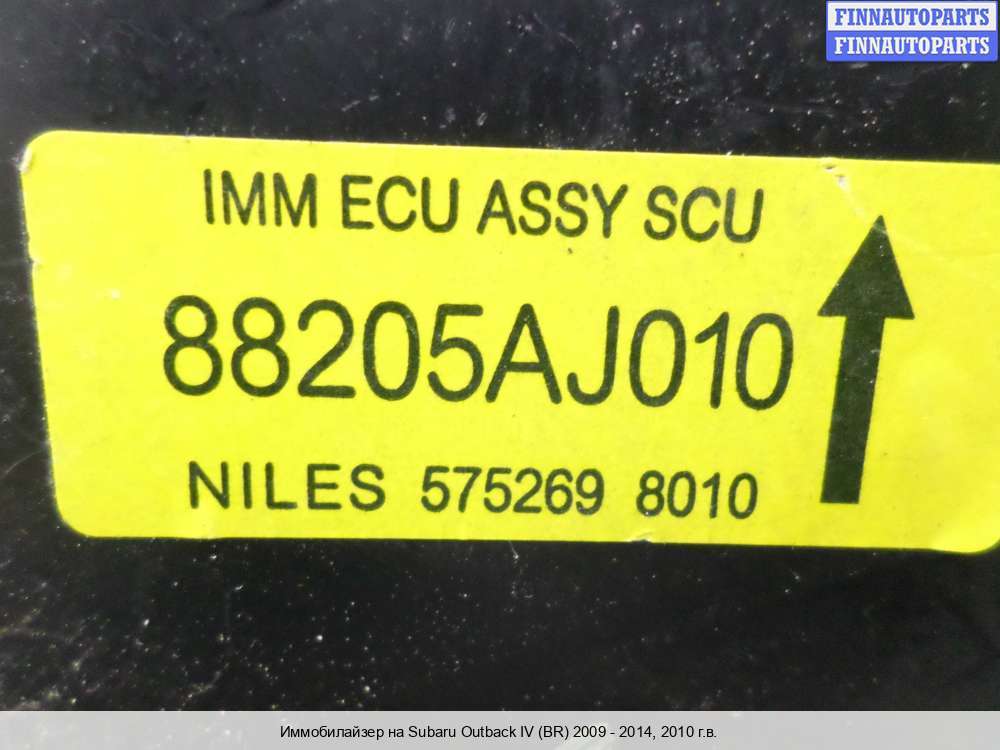 FINNAUTOPARTS
FINNAUTOPARTS
IMM ECU ASSY SCU
88205AJ010
NILES 575269 8010
Иммобилайзер на Subaru Outback IV (BR) 2009 - 2014, 2010 г.в.